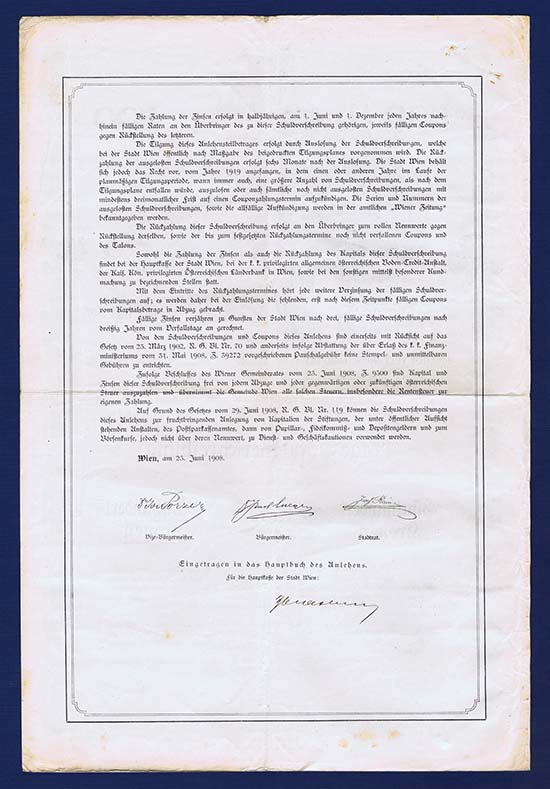 Die Zahlung der Zinsen erfolgt in halbjährigen, am 1. Juni und 1. Dezember jeden Jahres nach-
hinein fälligen Raten an den Überbringer des zu dieser Schuldverschreibung gehörigen, jeweils fälligen Coupons
gegen Rückstellung des letzteren.
Die Tilgung dieses Anlehensteilbetrages erfolgt durch Auslosung der Schuldverschreibungen, welche
bei der Stadt Wien öffentlich nach Maßgabe des beigedruckten Tilgungsplanes vorgenommen wird. Die Rück-
zahlung der ausgelosten Schuldverschreibungen erfolgt sechs Monate nach der Auslosung. Die Stadt Wien behält
sich jedoch das Recht vor, vom Jahre 1919 angefangen, in dem einen oder anderen Jahre im Laufe der
planmäßigen Tilgungsperiode, wann immer auch, eine größere Anzahl von Schuldverschreibungen, als nach dem
Tilgungsplane entfallen würde, auszulosen oder auch sämtliche noch nicht ausgelosten Schuldverschreibungen mit
mindestens dreimonatlicher Frist auf einen Couponzahlungstermin aufzukündigen. Die Serien und Nummern der
ausgelosten Schuldverschreibungen, sowie die allfällige Aufkündigung werden in der amtlichen „Wiener Zeitung“
bekanntgegeben werden.
Die Rückzahlung dieser Schuldverschreibung erfolgt an den Überbringer zum vollen Nennwerte gegen
Rückstellung derselben, sowie der bis zum festgesetzten Rückzahlungstermine noch nicht verfallenen Coupons und
des Talons.
Sowohl die Zahlung der Zinsen als auch die Rückzahlung des Kapitals dieser Schuldverschreibung
findet bei der Hauptkasse der Stadt Wien, bei der k. k. privilegirten allgemeinen österreichischen Boden-Credit-Anstalt,
der Kais. Kön. privilegirten Österreichischen Länderbank in Wien, sowie bei den sonstigen mittelst besonderer Kund-
machung zu bezeichnenden Stellen statt.
Mit dem Eintritte des Rückzahlungstermines hört jede weitere Verzinsung der fälligen Schuldver-
schreibungen auf; es werden daher bei der Einlösung die fehlenden, erst nach diesem Zeitpunkte fälligen Coupons
vom Kapitalsbetrage in Abzug gebracht.
Fällige Zinsen verjähren zu Gunsten der Stadt Wien nach drei, fällige Schuldverschreibungen nach
dreißig Jahren vom Verfallstage an gerechnet.
Von den Schuldverschreibungen und Coupons dieses Anlehens sind einerseits mit Rücksicht auf das
Gesetz vom 25. März 1902, R. G. Bl. Nr. 70 und anderseits infolge Abstattung der über Erlaß des k. k. Finanz-
ministeriums vom 31. Mai 1908, Z. 39272 vorgeschriebenen Pauschalgebühr keine Stempel- und unmittelbaren
Gebühren zu entrichten.
Zufolge Beschlusses des Wiener Gemeinderates vom 23. Juni 1908, Z. 9500 sind Kapital und
Zinsen dieser Schuldverschreibung frei von jedem Abzuge und jeder gegenwärtigen oder zukünftigen österreichischen
Steuer auszuzahlen und übernimmt die Gemeinde Wien alle solchen Steuern, insbesondere die Rentensteuer zur
eigenen Zahlung.
Auf Grund des Gesetzes vom 29. Juni 1908, R. G. Bl. Nr. 119 können die Schuldverschreibungen
dieses Anlehens zur fruchtbringenden Anlegung von Kapitalien der Stiftungen, der unter öffentlicher Aufsicht
stehenden Anstalten, des Postsparkassenamtes, dann von Pupillar-, Fideikommiß- und Depositengeldern und zum
Börsenkurse, jedoch nicht über deren Nennwert, zu Dienst- und Geschäftskautionen verwendet werden.
Wien, am 25. Juni 1908.
Vize-Bürgermeister. Bürgermeister. Stadtrat.
Eingetragen in das Hauptbuch des Anlehens.
Für die Hauptkasse der Stadt Wien: